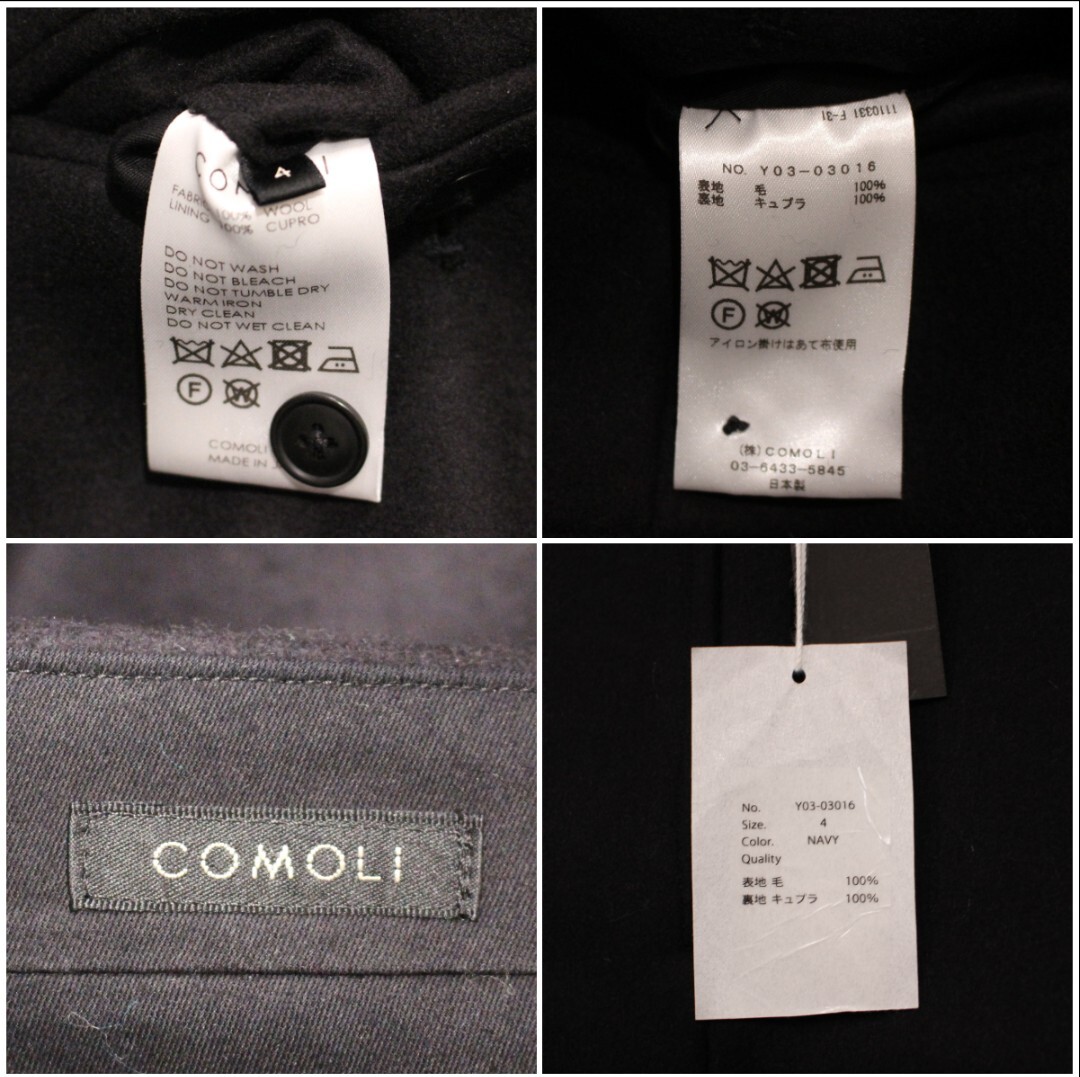 4
FABRIC 100% WOOL
LINING 100% CUPRO
DO NOT WASH
DO NOT BLEACH
DO NOT TUMBLE DRY
WARM IRON
DRY CLEAN
DO NOT WET CLEAN
F W
COMOLI
MADE IN
1110331 F-31
NO. Y03-03016
表地 毛 100%
裏地 キュプラ 100%
F W
アイロン掛けはあて布使用
(株)COMOLI
03-6433-5845
日本製
COMOLI
No. Y03-03016
Size. 4
Color. NAVY
Quality
表地 毛 100%
裏地 キュプラ 100%